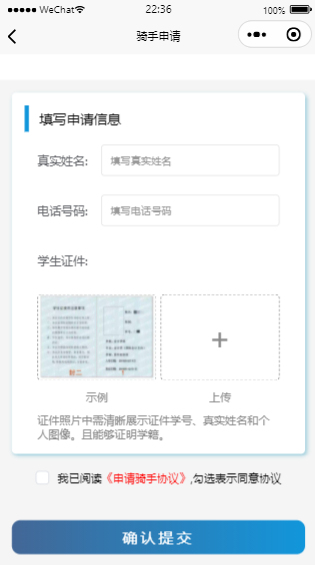 WeChat
22:36
100%
骑手申请
填写申请信息
真实姓名:
填写真实姓名
电话号码:
填写电话号码
学生证件:
示例
上传
证件照片中需清晰展示证件学号、真实姓名和个
人图像。且能够证明学籍。
我已阅读《申请骑手协议》,勾选表示同意协议
确认提交